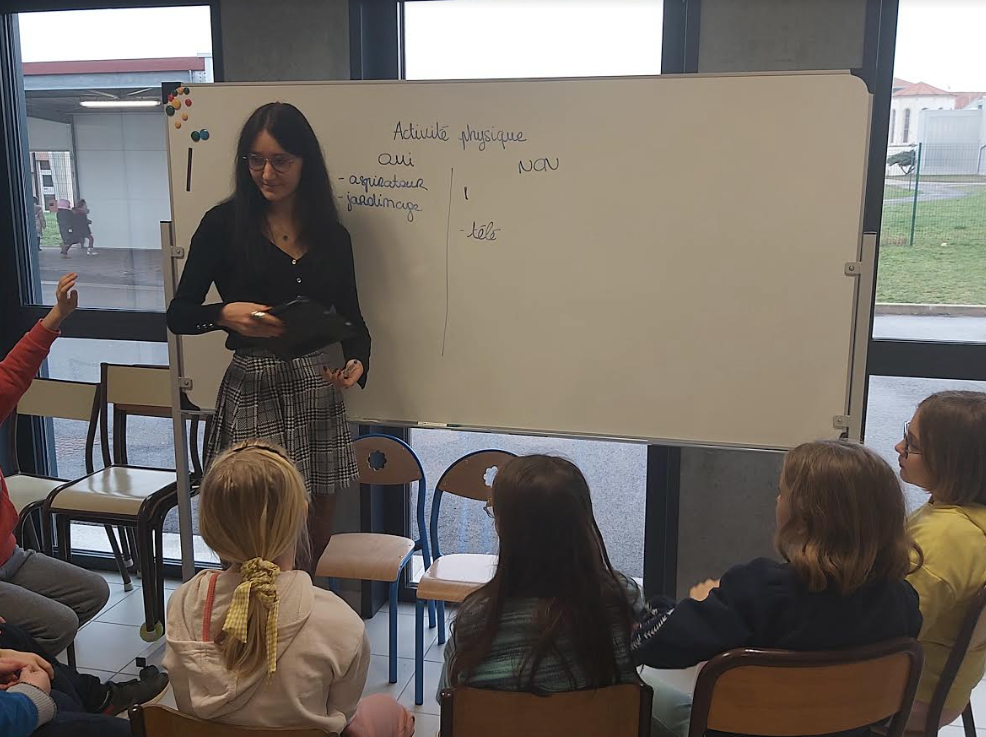 Activité physique
oui
NON
- aspirateur
- jardinage
- télé